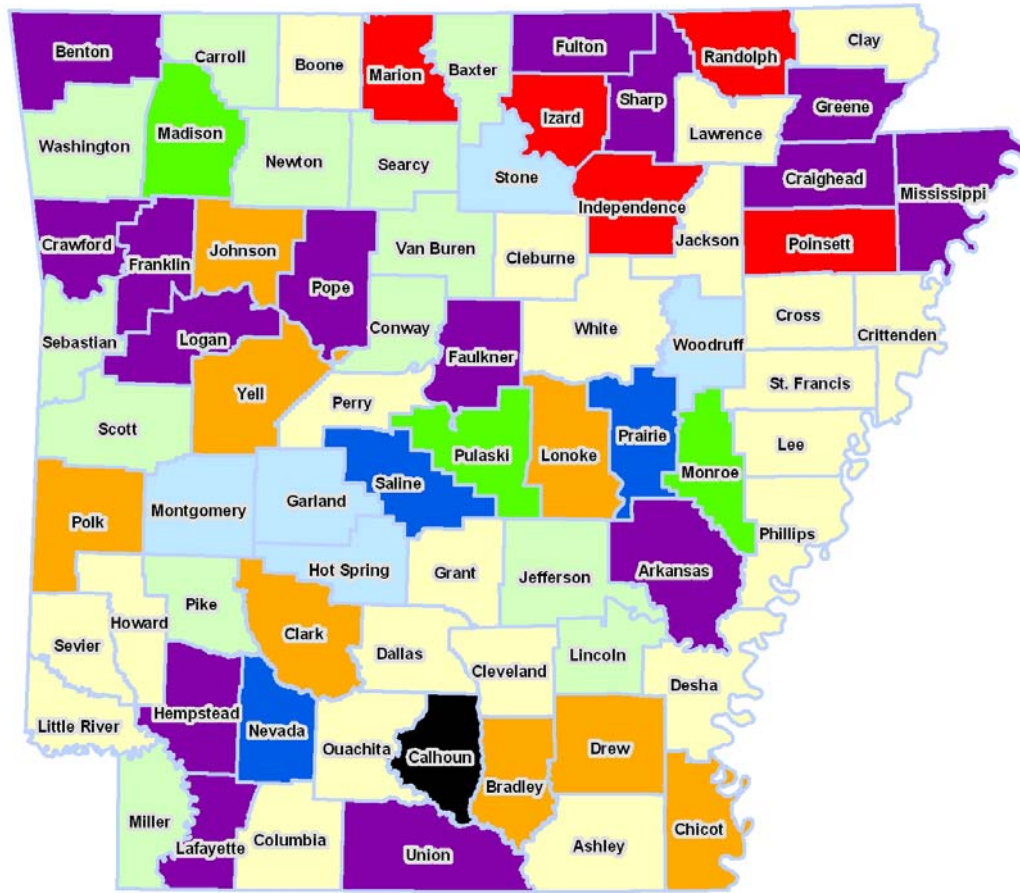 Benton
Carroll
Boone
Marion
Baxter
Fulton
Randolph
Clay
Sharp
Izard
Greene
Lawrence
Madison
Washington
Newton
Searcy
Stone
Craighead
Mississippi
Independence
Crawford
Franklin
Johnson
Van Buren
Cleburne
Jackson
Poinsett
Pope
Sebastian
Logan
Conway
Faulkner
White
Woodruff
Cross
Crittenden
St. Francis
Yell
Perry
Scott
Pulaski
Lonoke
Prairie
Monroe
Lee
Saline
Polk
Montgomery
Garland
Phillips
Hot Spring
Grant
Jefferson
Arkansas
Pike
Howard
Clark
Sevier
Dallas
Cleveland
Lincoln
Desha
Little River
Hempstead
Nevada
Ouachita
Calhoun
Bradley
Drew
Miller
Lafayette
Columbia
Union
Ashley
Chicot